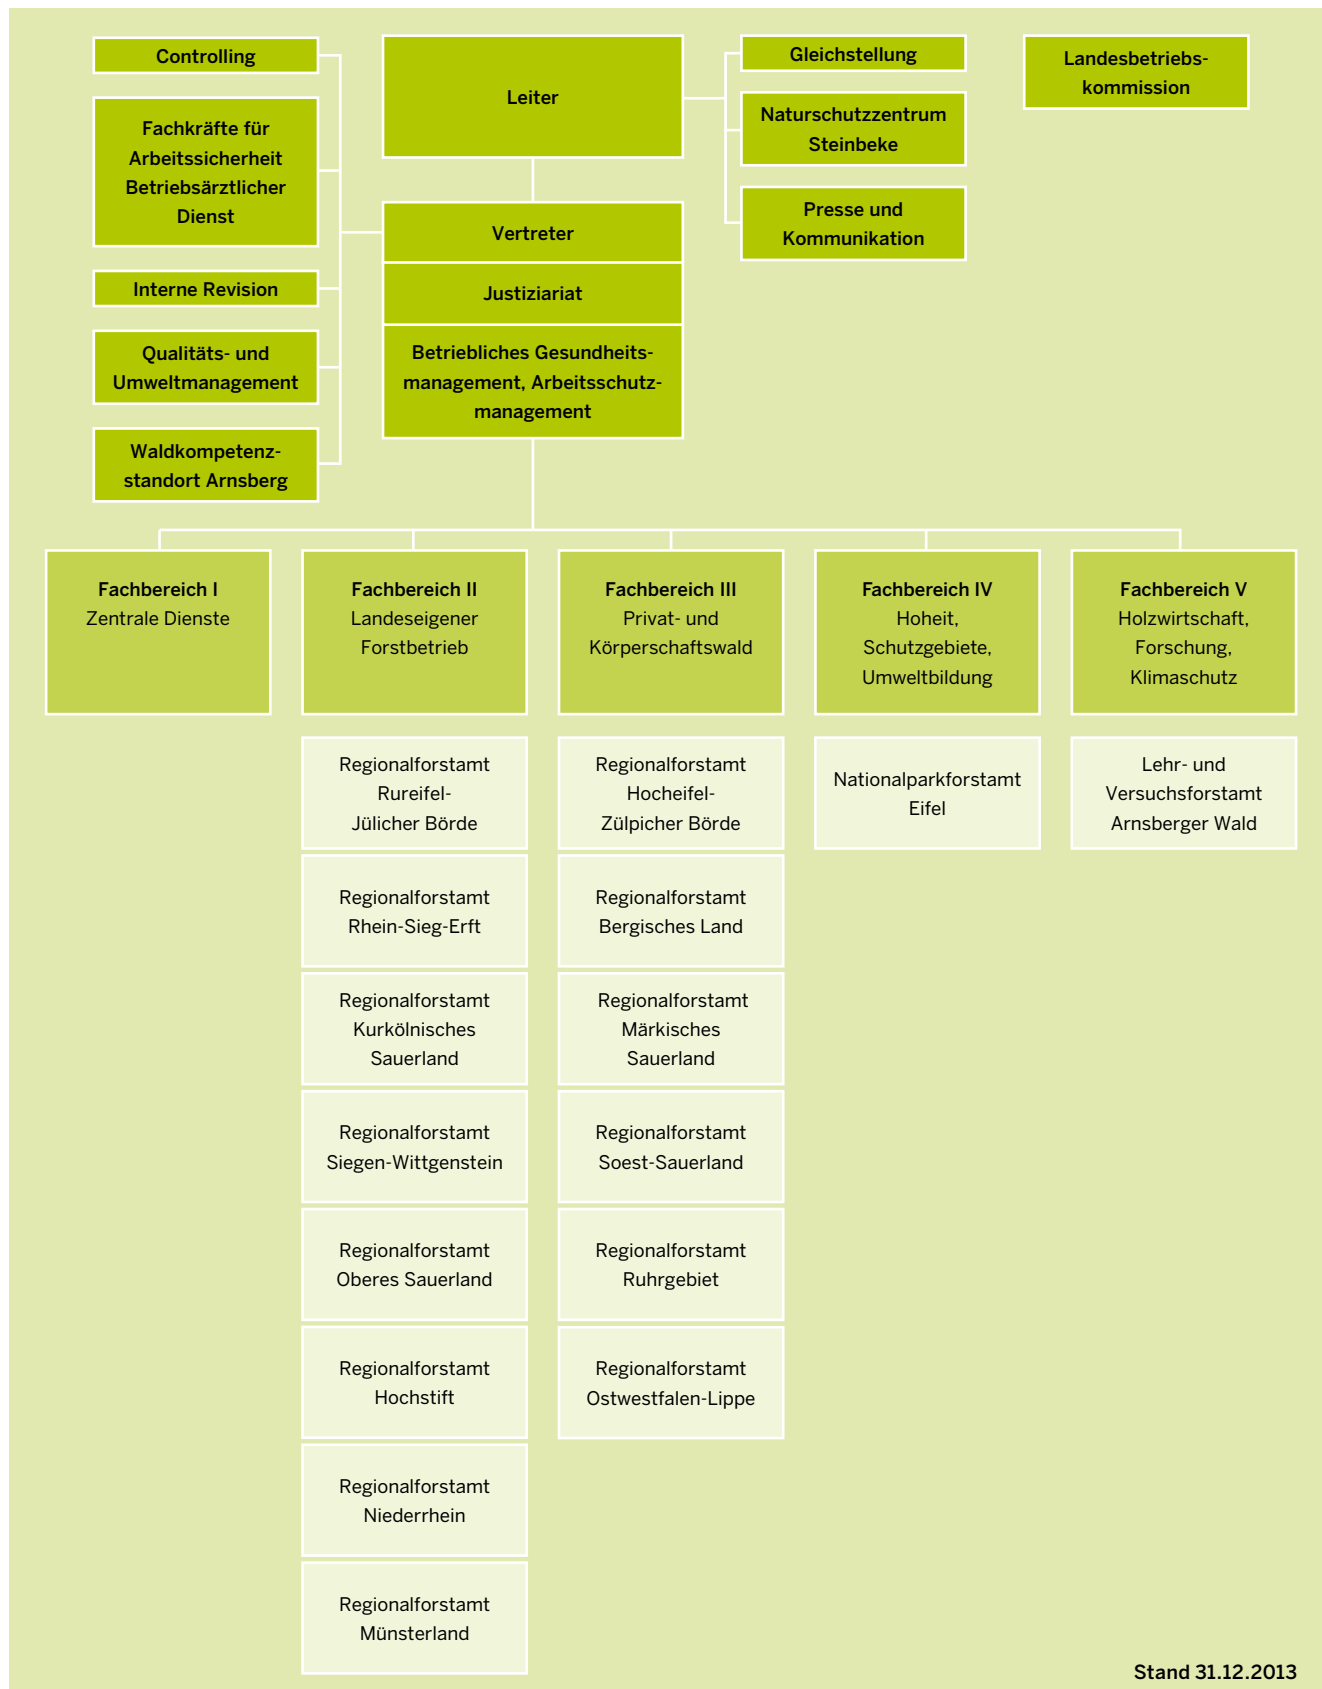 Controlling
Fachkräfte für
Arbeitssicherheit
Betriebsärztlicher
Dienst
Interne Revision
Qualitäts- und
Umweltmanagement
Waldkompetenz-
standort Arnsberg
Leiter
Vertreter
Justiziariat
Betriebliches Gesundheits-
management, Arbeitsschutz-
management
Gleichstellung
Naturschutzzentrum
Steinbeke
Presse und
Kommunikation
Landesbetriebs-
kommission
Fachbereich I
Zentrale Dienste
Fachbereich II
Landeseigener
Forstbetrieb
Regionalforstamt
Rureifel-
Jülicher Börde
Regionalforstamt
Rhein-Sieg-Erft
Regionalforstamt
Kurkölnisches
Sauerland
Regionalforstamt
Siegen-Wittgenstein
Regionalforstamt
Oberes Sauerland
Regionalforstamt
Hochstift
Regionalforstamt
Niederrhein
Regionalforstamt
Münsterland
Fachbereich III
Privat- und
Körperschaftswald
Regionalforstamt
Hocheifel-
Zülpicher Börde
Regionalforstamt
Bergisches Land
Regionalforstamt
Märkisches
Sauerland
Regionalforstamt
Soest-Sauerland
Regionalforstamt
Ruhrgebiet
Regionalforstamt
Ostwestfalen-Lippe
Fachbereich IV
Hoheit,
Schutzgebiete,
Umweltbildung
Nationalparkforstamt
Eifel
Fachbereich V
Holzwirtschaft,
Forschung,
Klimaschutz
Lehr- und
Versuchsforstamt
Arnsberger Wald
Stand 31.12.2013